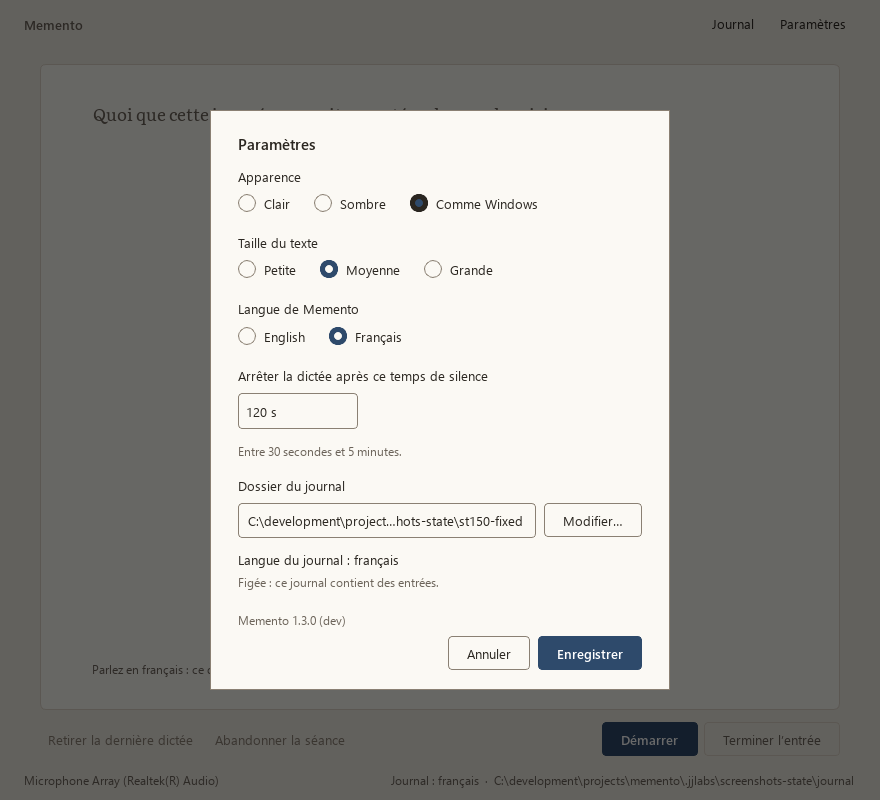 Memento
Journal Paramètres
Quoi que cette
Paramètres
Apparence
Clair Sombre Comme Windows
Taille du texte
Petite Moyenne Grande
Langue de Memento
English Français
Arrêter la dictée après ce temps de silence
120 s
Entre 30 secondes et 5 minutes.
Dossier du journal
C:\development\project...hots-state\st150-fixed Modifier...
Langue du journal : français
Figée : ce journal contient des entrées.
Memento 1.3.0 (dev)
Annuler Enregistrer
Parlez en français : ce
Retirer la dernière dictée Abandonner la séance Démarrer Terminer l'entrée
Microphone Array (Realtek(R) Audio) Journal : français · C:\development\projects\memento\.jjlabs\screenshots-state\journal